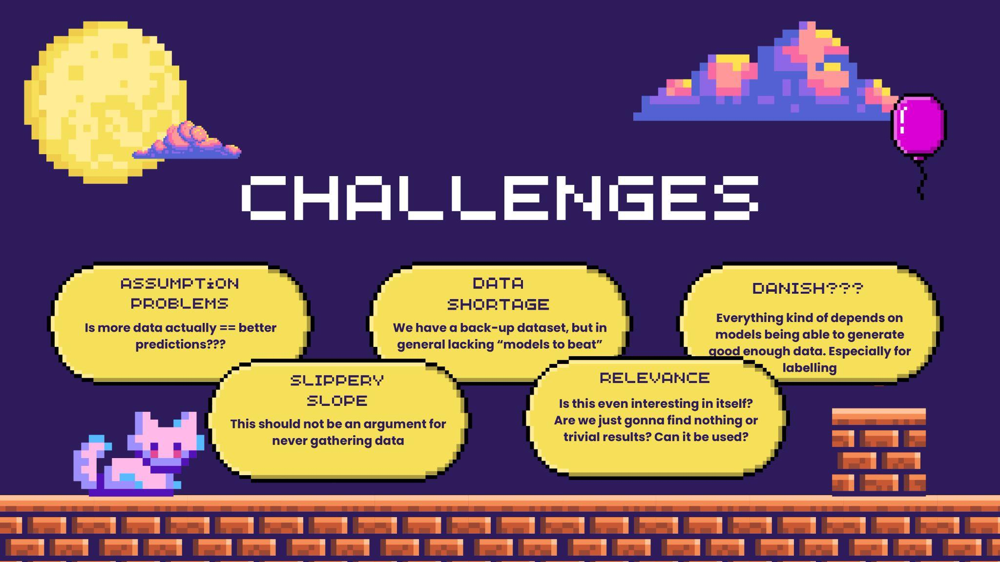 CHALLENGES
ASSUMPTiON
PROBLEMS
Is more data actually == better
predictions???
DATA
SHORTAGE
We have a back-up dataset, but in
general lacking “models to beat”
DANISH???
Everything kind of depends on
models being able to generate
good enough data. Especially for
labelling
SLIPPERY
SLOPE
This should not be an argument for
never gathering data
RELEVANCE
Is this even interesting in itself?
Are we just gonna find nothing or
trivial results? Can it be used?